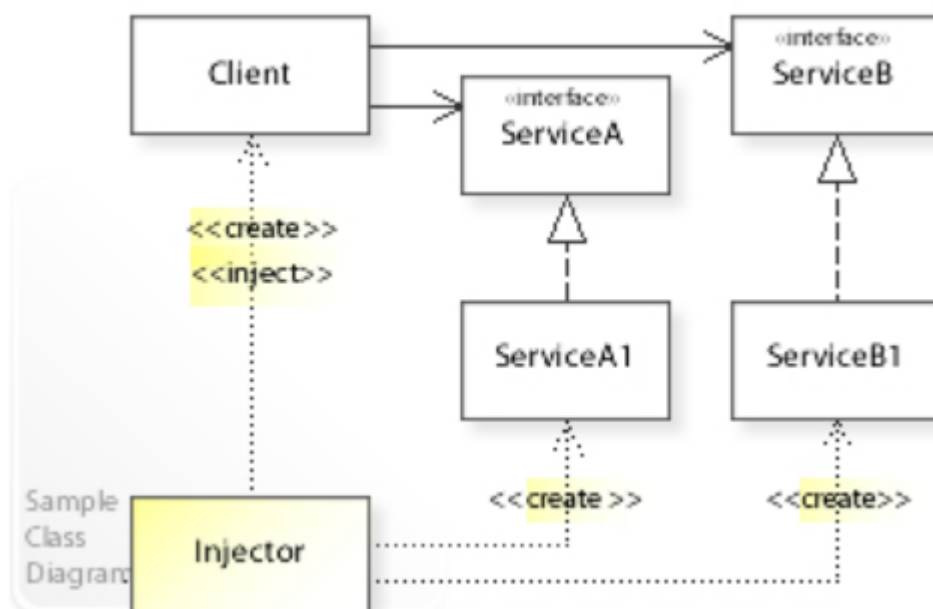 Client
«interface»
ServiceB
«interface»
ServiceA
<<create>>
<<inject>>
ServiceA1
ServiceB1
<<create >>
<<create>>
Sample
Class
Diagram
Injector